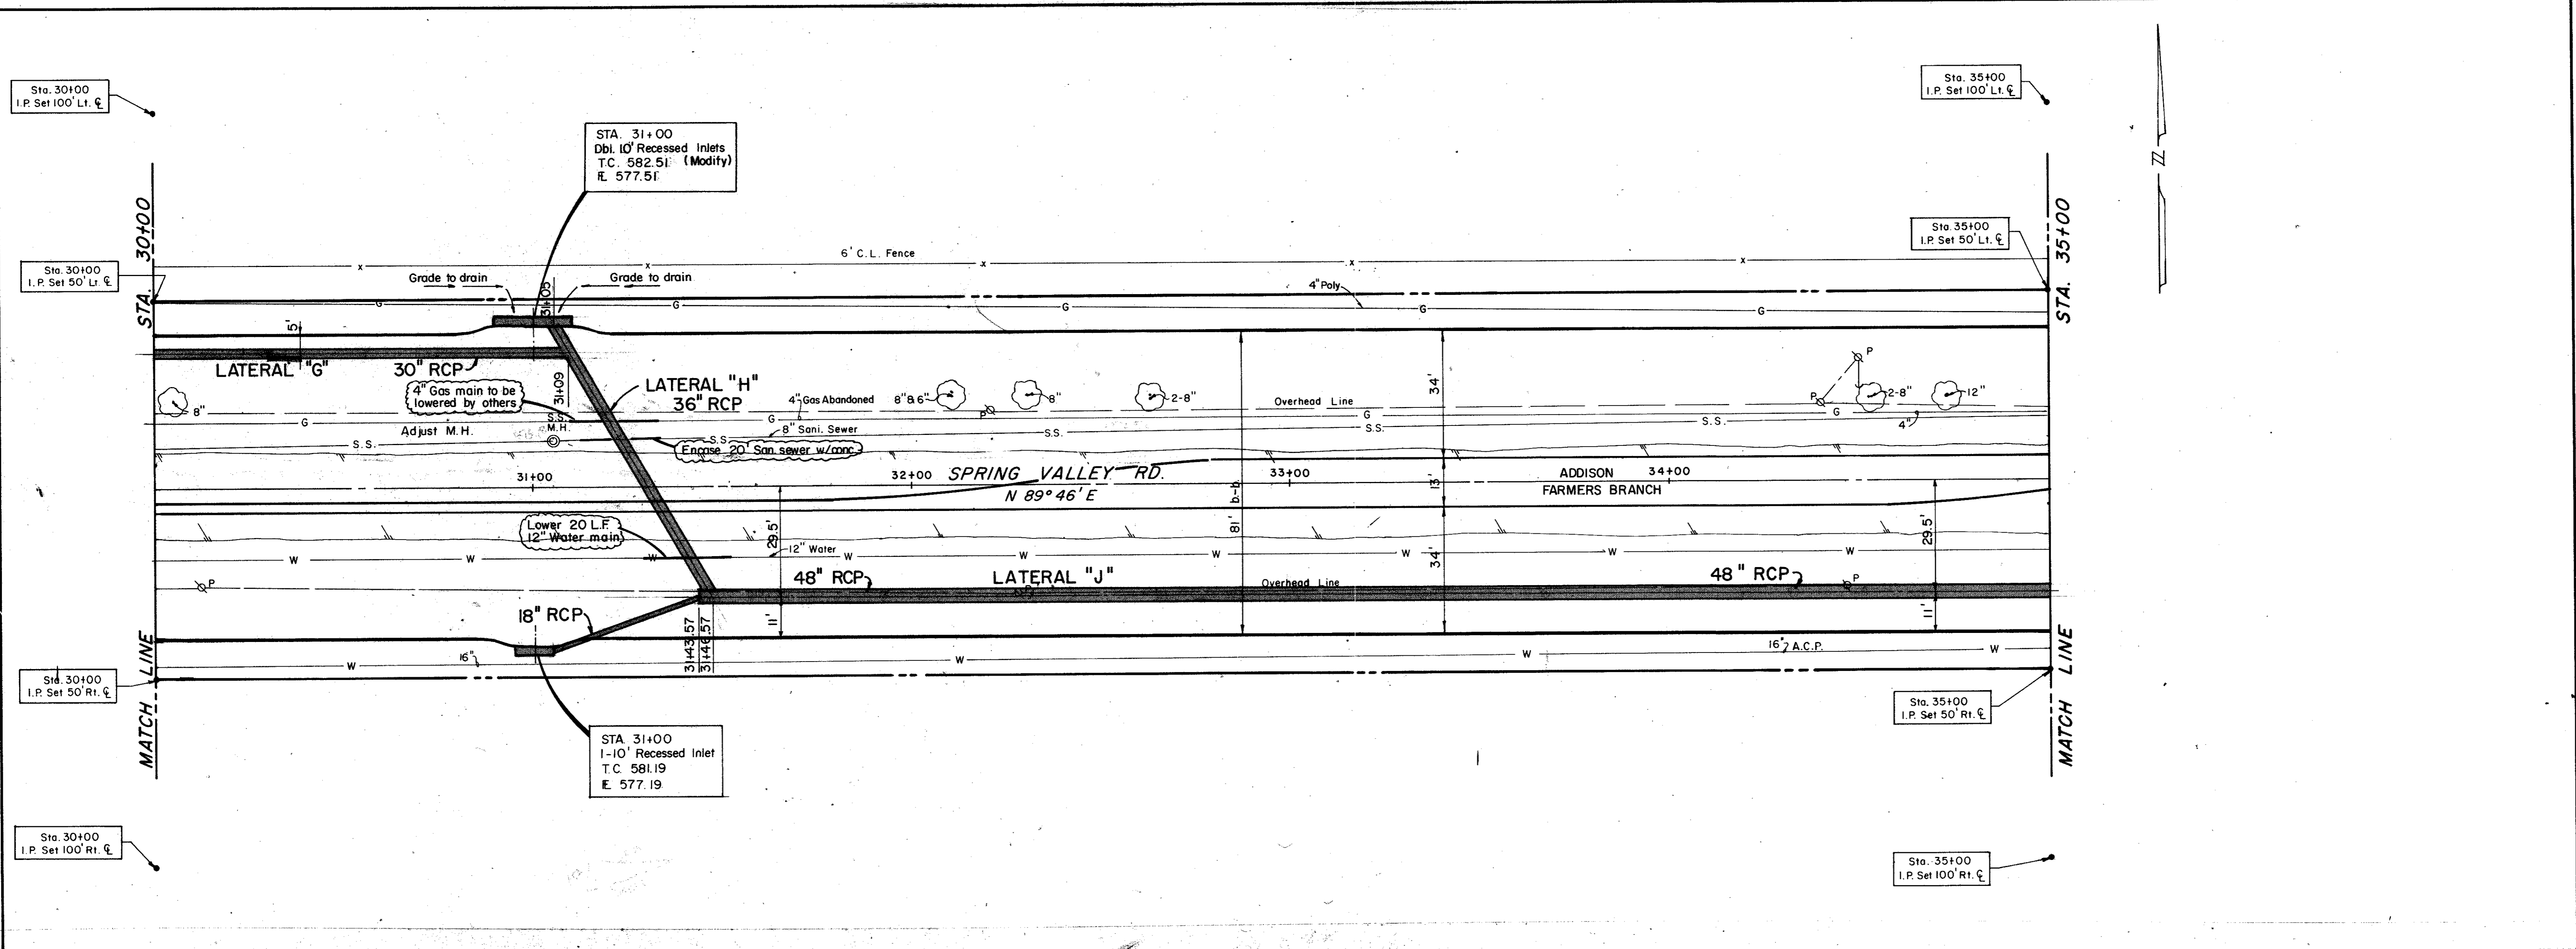 Sta. 30+00
I.P. Set 100' Lt. ℄
Sta. 35+00
I.P. Set 100' Lt. ℄
STA. 31+00
Dbl. 10' Recessed Inlets
T.C. 582.51 (Modify)
F̵L 577.51
N
STA. 30+00
STA. 35+00
Sta. 30+00
I.P. Set 50' Lt. ℄
Sta. 35+00
I.P. Set 50' Lt. ℄
6' C.L. Fence
x x x x x
Grade to drain
Grade to drain
31+05
4" Poly
G G G G G
5'
LATERAL "G"
30" RCP
31+09
LATERAL "H"
36" RCP
4" Gas main to be
lowered by others
8"
4" Gas Abandoned
8" & 6"
P
8"
2-8"
Overhead Line
34'
P
P
2-8"
12"
G G G G
4"
Adjust M.H.
S.S.
M.H.
8" Sani. Sewer
S.S. S.S. S.S. S.S. S.S.
Encase 20' San. sewer w/conc.
31+00
32+00
SPRING VALLEY RD.
N 89°46' E
33+00
13'
ADDISON
34+00
FARMERS BRANCH
81' b.-b.
29.5'
29.5'
Lower 20 L.F.
12" Water main
12" Water
W W W W W W W W W W
34'
P
48" RCP
LATERAL "J"
Overhead Line
48" RCP
P
18" RCP
11'
11'
31+43.57
31+46.57
16"
W W W W
16" A.C.P.
MATCH LINE
MATCH LINE
Sta. 30+00
I.P. Set 50' Rt. ℄
Sta. 35+00
I.P. Set 50' Rt. ℄
STA. 31+00
1-10' Recessed Inlet
T.C. 581.19
F̵L 577.19
Sta. 30+00
I.P. Set 100' Rt. ℄
Sta. 35+00
I.P. Set 100' Rt. ℄